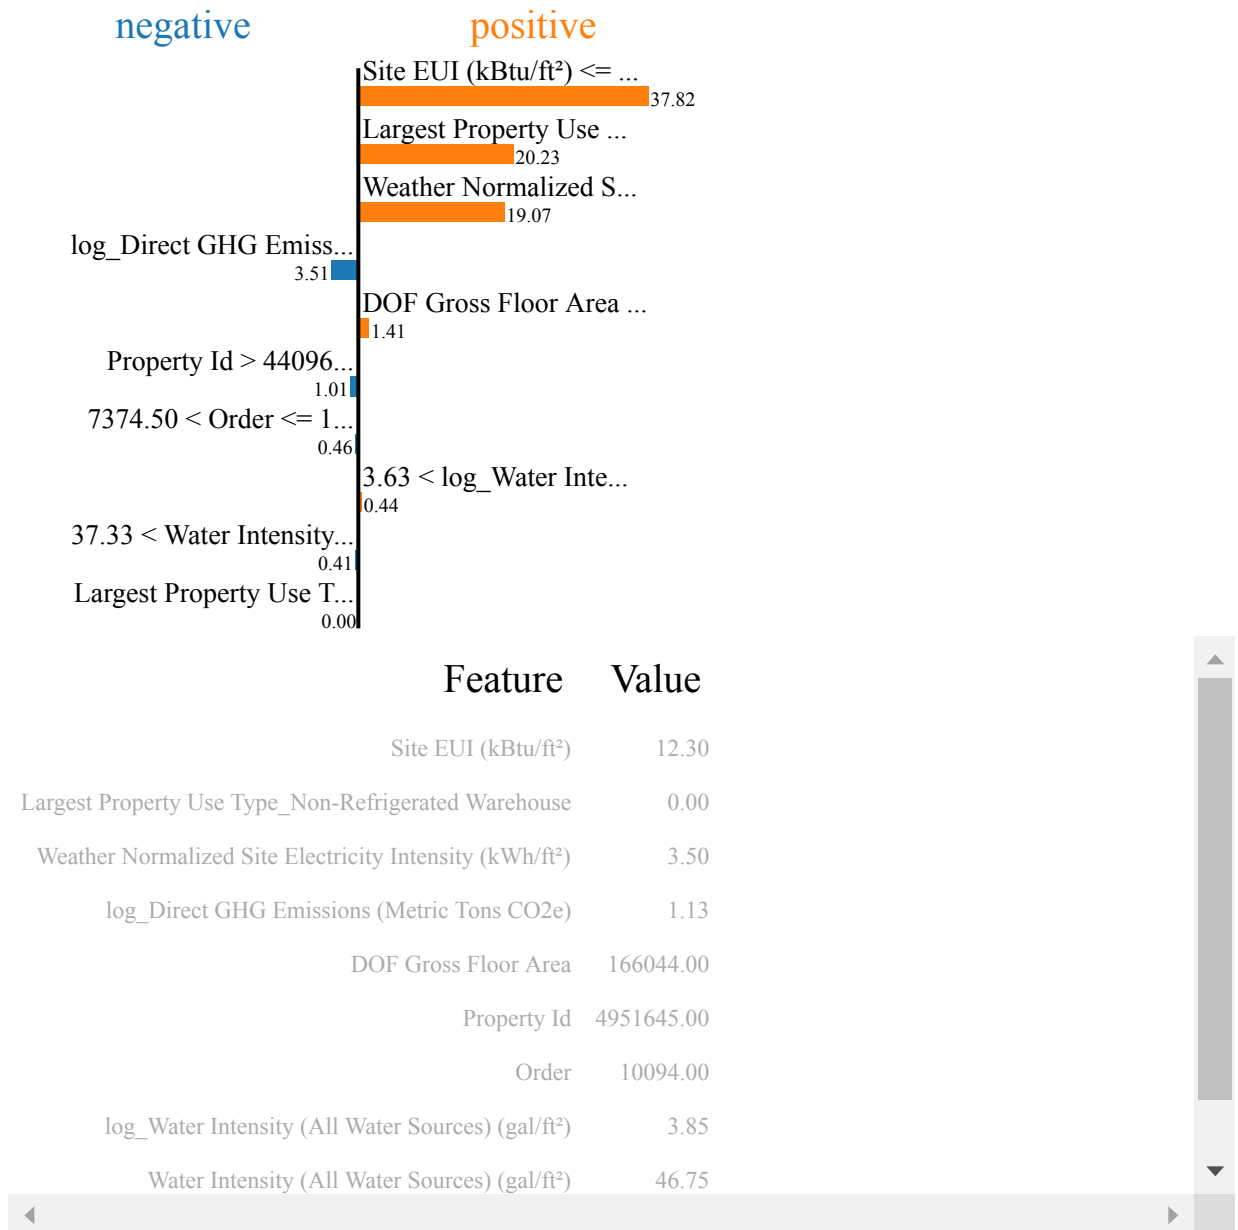 negative positive
Site EUI (kBtu/ft²) <= ...
37.82
Largest Property Use ...
20.23
Weather Normalized S...
19.07
log_Direct GHG Emiss...
3.51
DOF Gross Floor Area ...
1.41
Property Id > 44096...
1.01
7374.50 < Order <= 1...
0.46
3.63 < log_Water Inte...
0.44
37.33 < Water Intensity...
0.41
Largest Property Use T...
0.00
Feature Value
Site EUI (kBtu/ft²) 12.30
Largest Property Use Type_Non-Refrigerated Warehouse 0.00
Weather Normalized Site Electricity Intensity (kWh/ft²) 3.50
log_Direct GHG Emissions (Metric Tons CO2e) 1.13
DOF Gross Floor Area 166044.00
Property Id 4951645.00
Order 10094.00
log_Water Intensity (All Water Sources) (gal/ft²) 3.85
Water Intensity (All Water Sources) (gal/ft²) 46.75